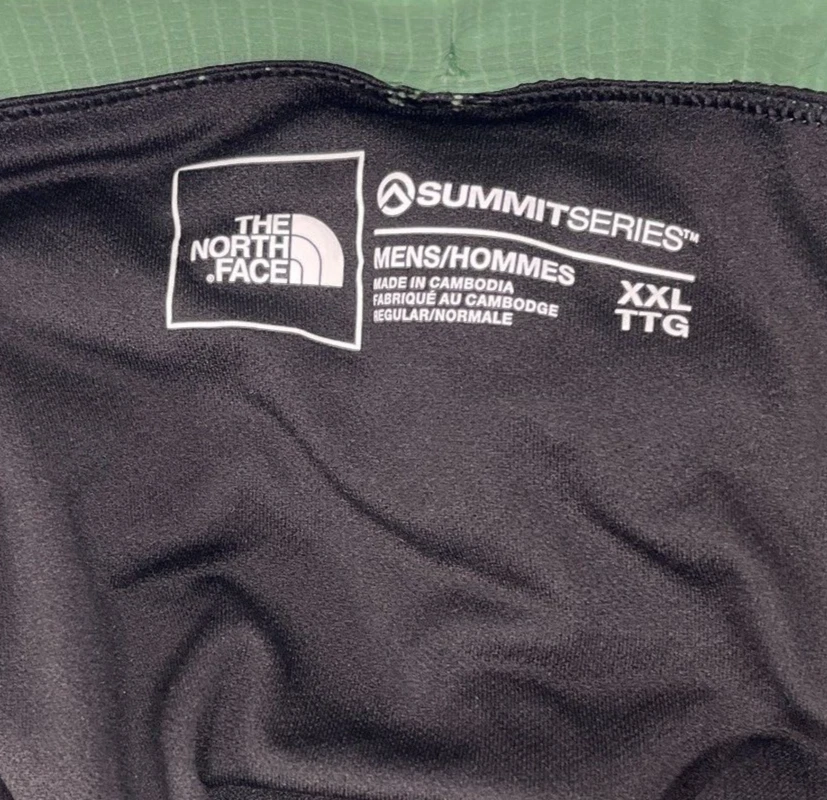 THE
NORTH
FACE
SUMMITSERIES™
MENS/HOMMES
MADE IN CAMBODIA
FABRIQUÉ AU CAMBODGE
REGULAR/NORMALE
XXL
TTG